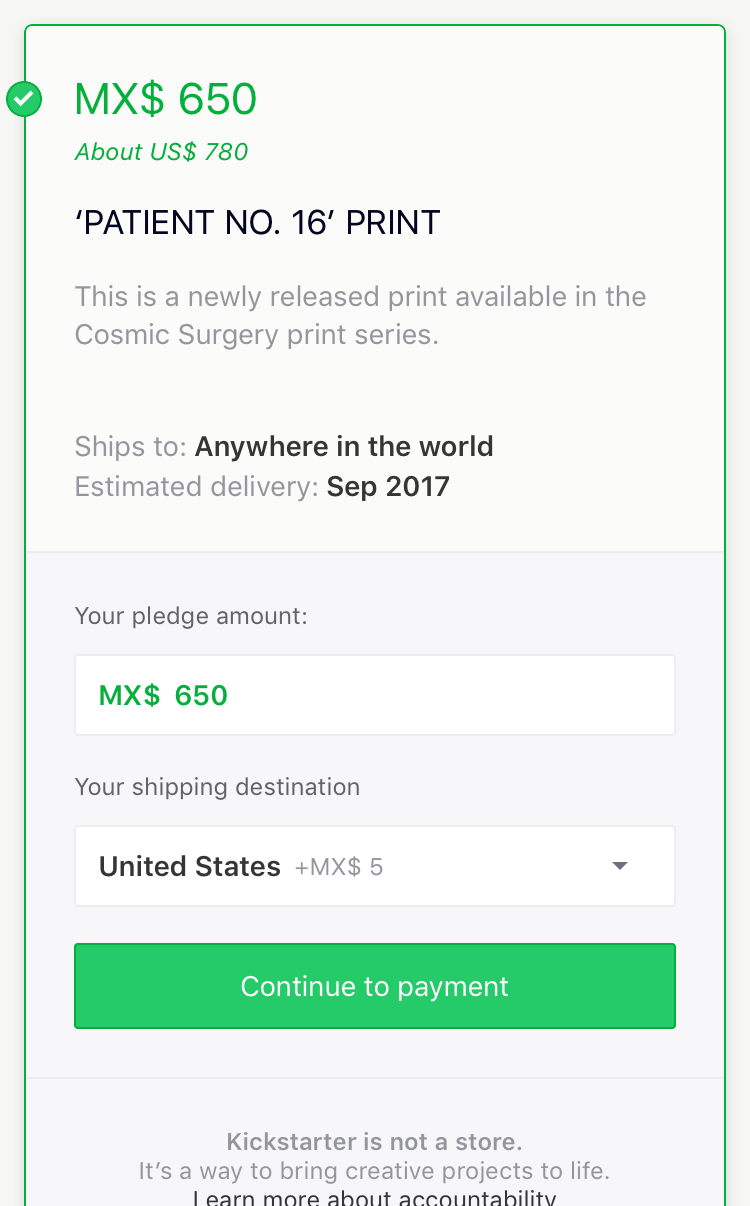 MX$ 650
About US$ 780
‘PATIENT NO. 16’ PRINT
This is a newly released print available in the
Cosmic Surgery print series.
Ships to: Anywhere in the world
Estimated delivery: Sep 2017
Your pledge amount:
MX$ 650
Your shipping destination
United States +MX$ 5
Continue to payment
Kickstarter is not a store.
It’s a way to bring creative projects to life.
Learn more about accountability